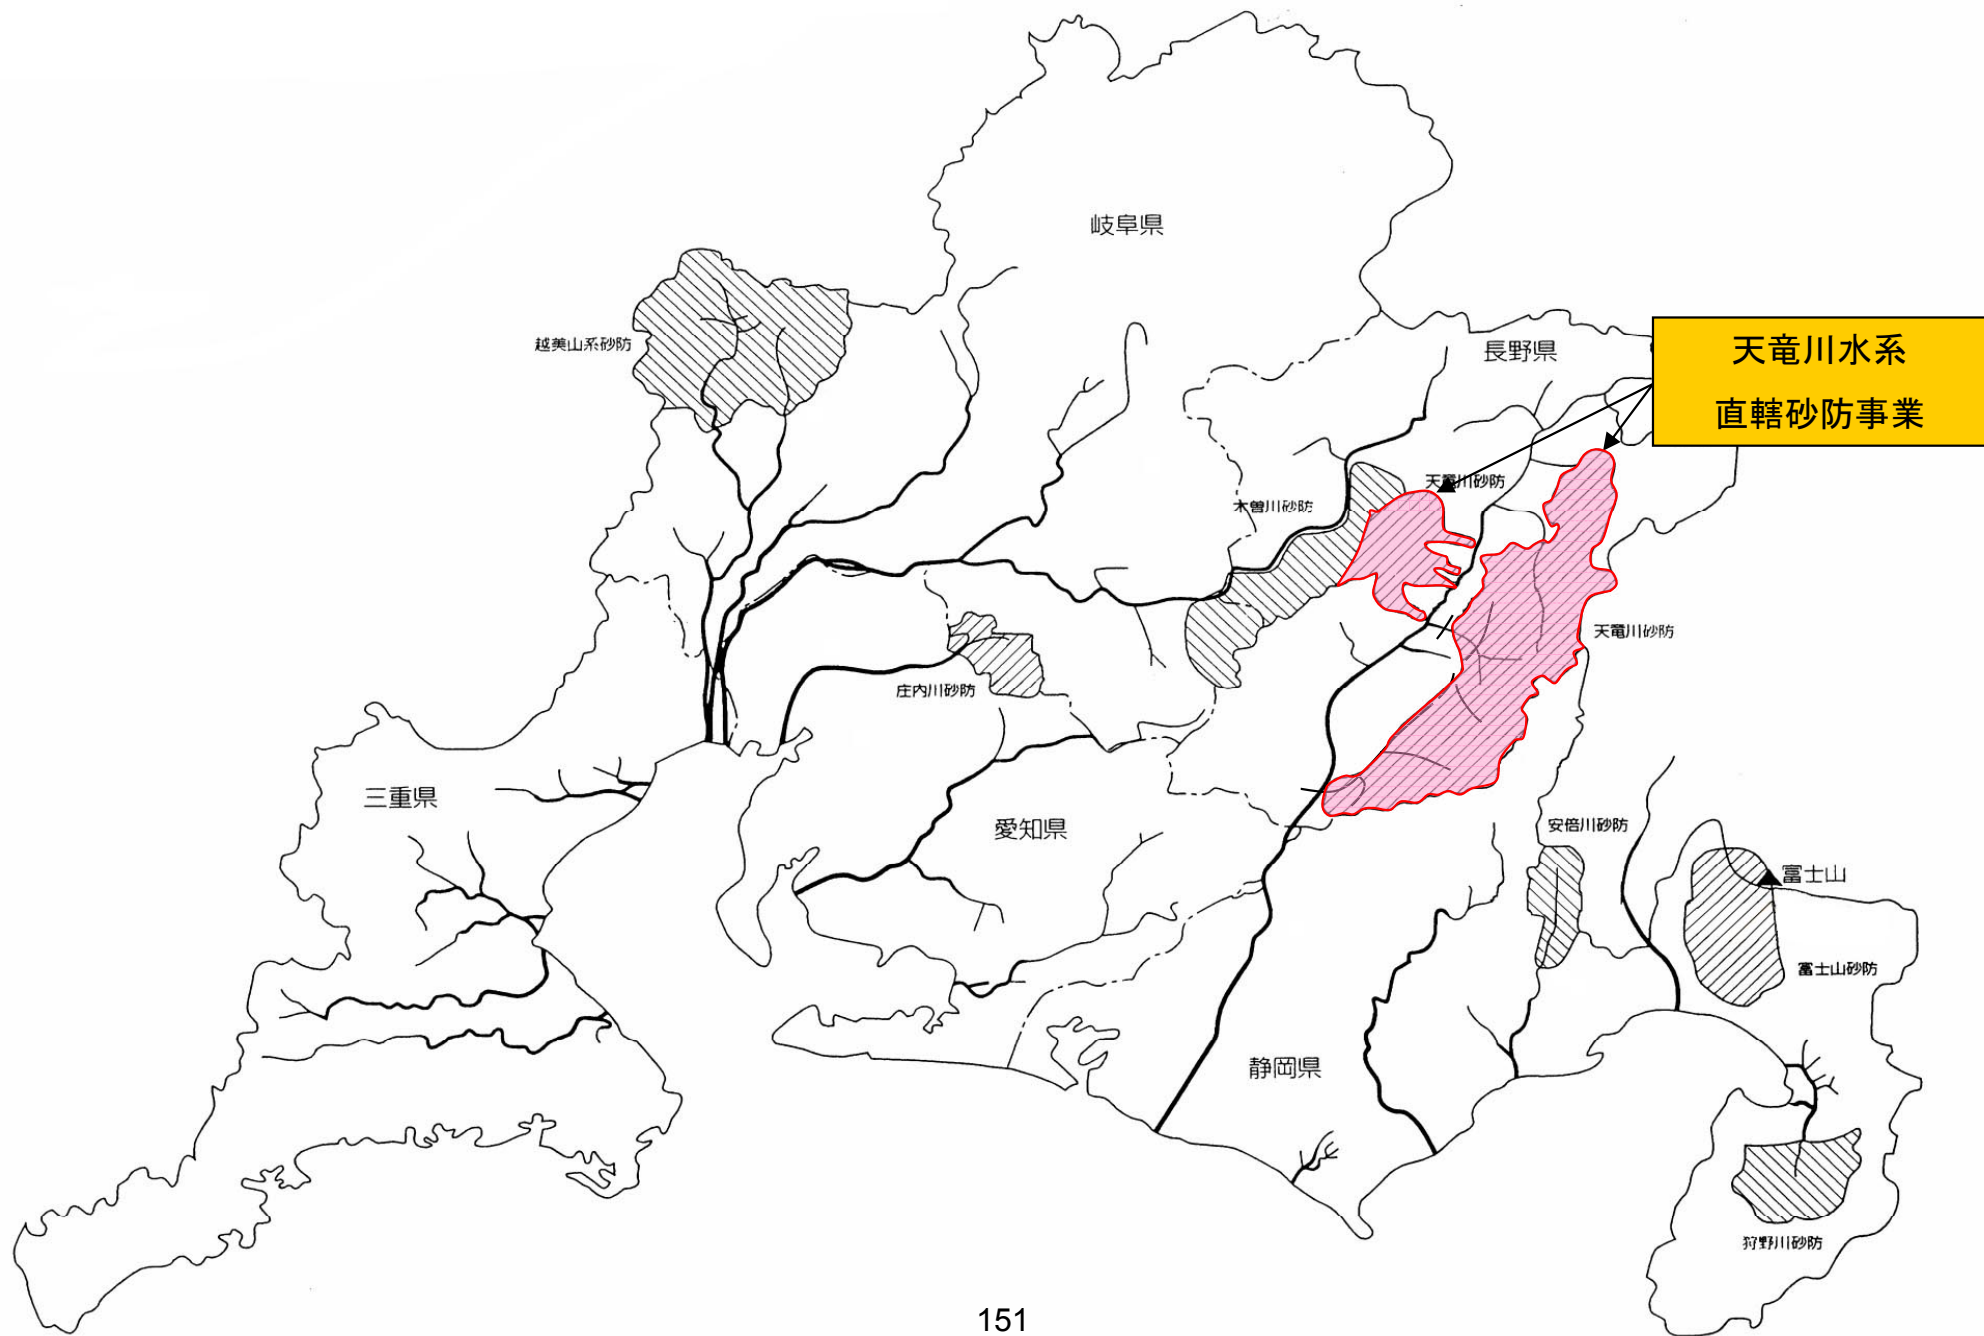 岐阜県
越美山系砂防
長野県
天竜川水系
直轄砂防事業
天竜川砂防
木曽川砂防
天竜川砂防
庄内川砂防
三重県
愛知県
安倍川砂防
富士山
富士山砂防
静岡県
狩野川砂防
151